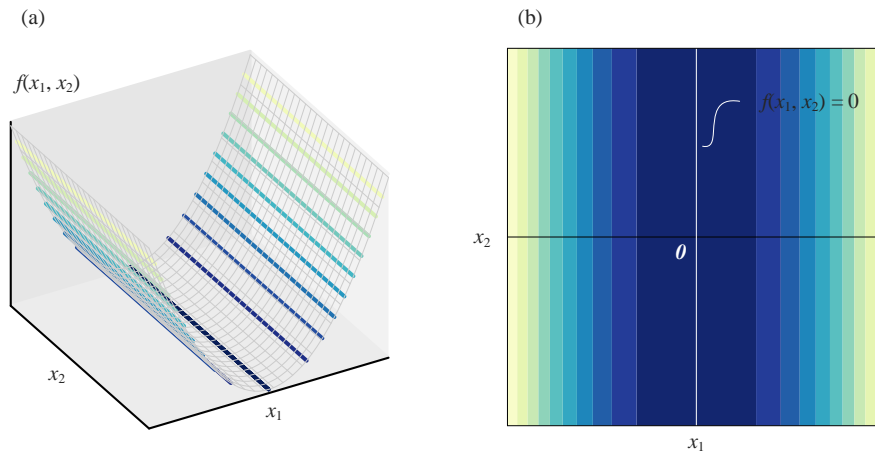 (a)
f(x₁, x₂)
x₂
x₁
(b)
f(x₁, x₂) = 0
x₂
0
x₁